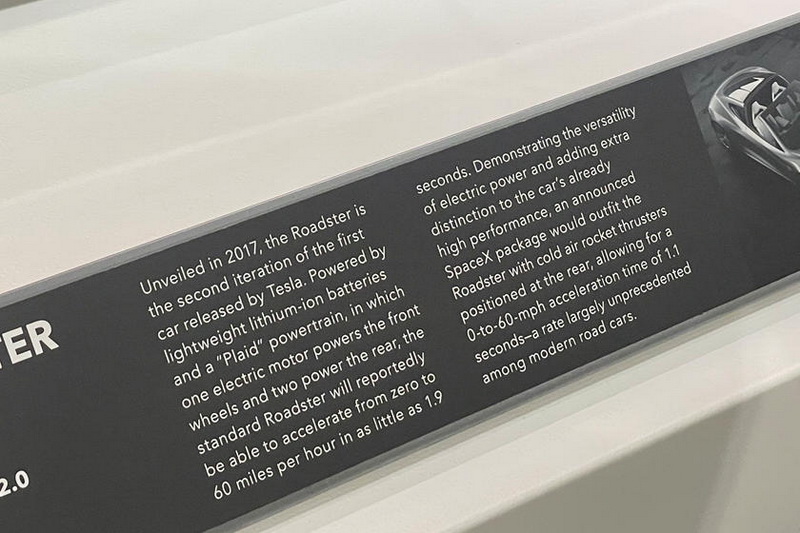 TER
2.0
Unveiled in 2017, the Roadster is
the second iteration of the first
car released by Tesla. Powered by
lightweight lithium-ion batteries
and a "Plaid" powertrain, in which
one electric motor powers the front
wheels and two power the rear, the
standard Roadster will reportedly
be able to accelerate from zero to
60 miles per hour in as little as 1.9
seconds. Demonstrating the versatility
of electric power and adding extra
distinction to the car's already
high performance, an announced
SpaceX package would outfit the
Roadster with cold air rocket thrusters
positioned at the rear, allowing for a
0-to-60-mph acceleration time of 1.1
seconds–a rate largely unprecedented
among modern road cars.